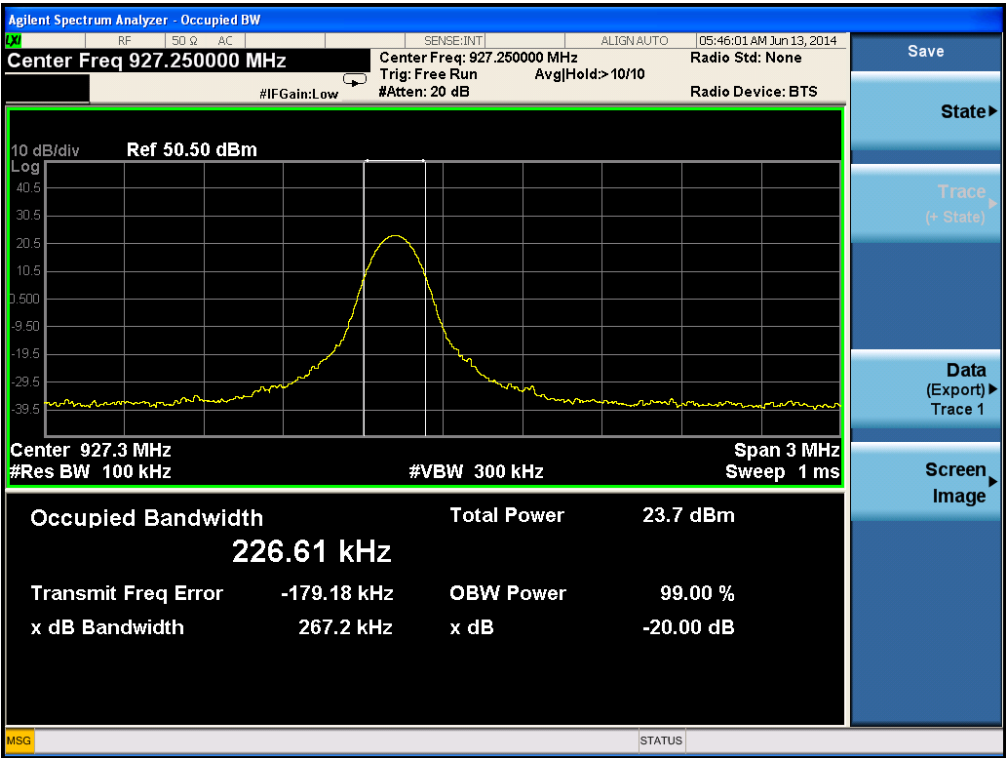 Agilent Spectrum Analyzer - Occupied BW
LXI RF 50 Ω AC SENSE:INT ALIGN AUTO 05:46:01 AM Jun 13, 2014
Center Freq 927.250000 MHz
Center Freq: 927.250000 MHz Radio Std: None
Trig: Free Run Avg|Hold:> 10/10
#IFGain:Low #Atten: 20 dB Radio Device: BTS
10 dB/div Ref 50.50 dBm
Log
40.5
30.5
20.5
10.5
0.500
-9.50
-19.5
-29.5
-39.5
Center 927.3 MHz Span 3 MHz
#Res BW 100 kHz #VBW 300 kHz Sweep 1 ms
Occupied Bandwidth Total Power 23.7 dBm
226.61 kHz
Transmit Freq Error -179.18 kHz OBW Power 99.00 %
x dB Bandwidth 267.2 kHz x dB -20.00 dB
MSG STATUS
Save
State
Trace
(+ State)
Data
(Export)
Trace 1
Screen
Image